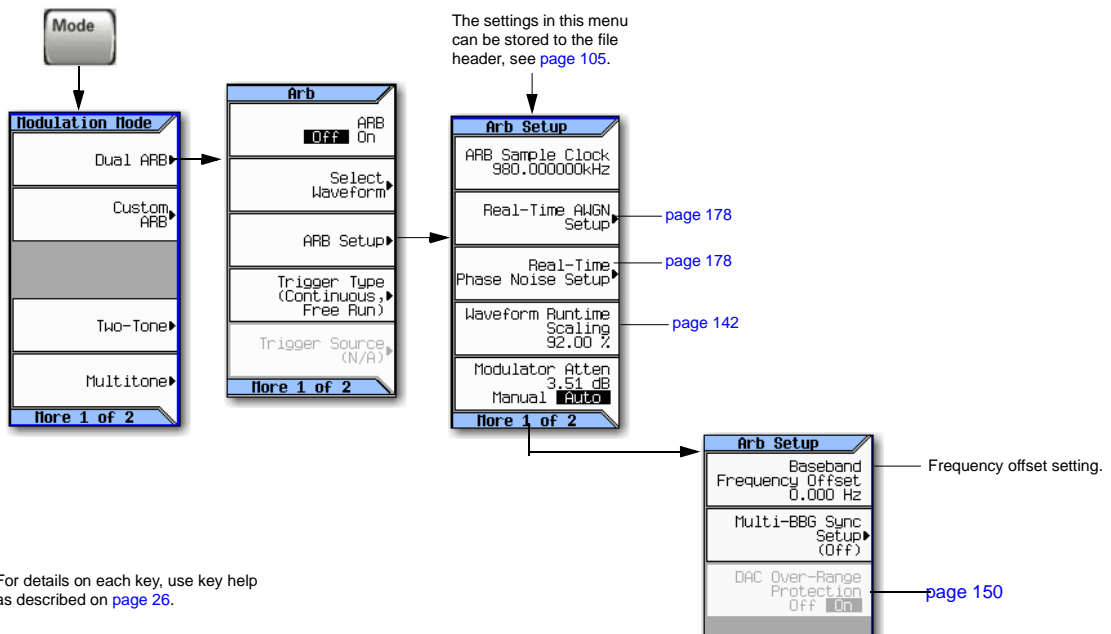 Mode
The settings in this menu
can be stored to the file
header, see page 105.
Modulation Mode
Dual ARB
Custom
ARB
Two-Tone
Multitone
More 1 of 2
Arb
ARB
Off On
Select
Waveform
ARB Setup
Trigger Type
(Continuous,
Free Run)
Trigger Source
(N/A)
More 1 of 2
Arb Setup
ARB Sample Clock
980.000000kHz
Real-Time AWGN
Setup
page 178
Real-Time
Phase Noise Setup
page 178
Waveform Runtime
Scaling
92.00 %
page 142
Modulator Atten
3.51 dB
Manual Auto
More 1 of 2
Arb Setup
Baseband
Frequency Offset
0.000 Hz
Frequency offset setting.
Multi-BBG Sync
Setup
(Off)
DAC Over-Range
Protection
Off On
page 150
For details on each key, use key help
as described on page 26.